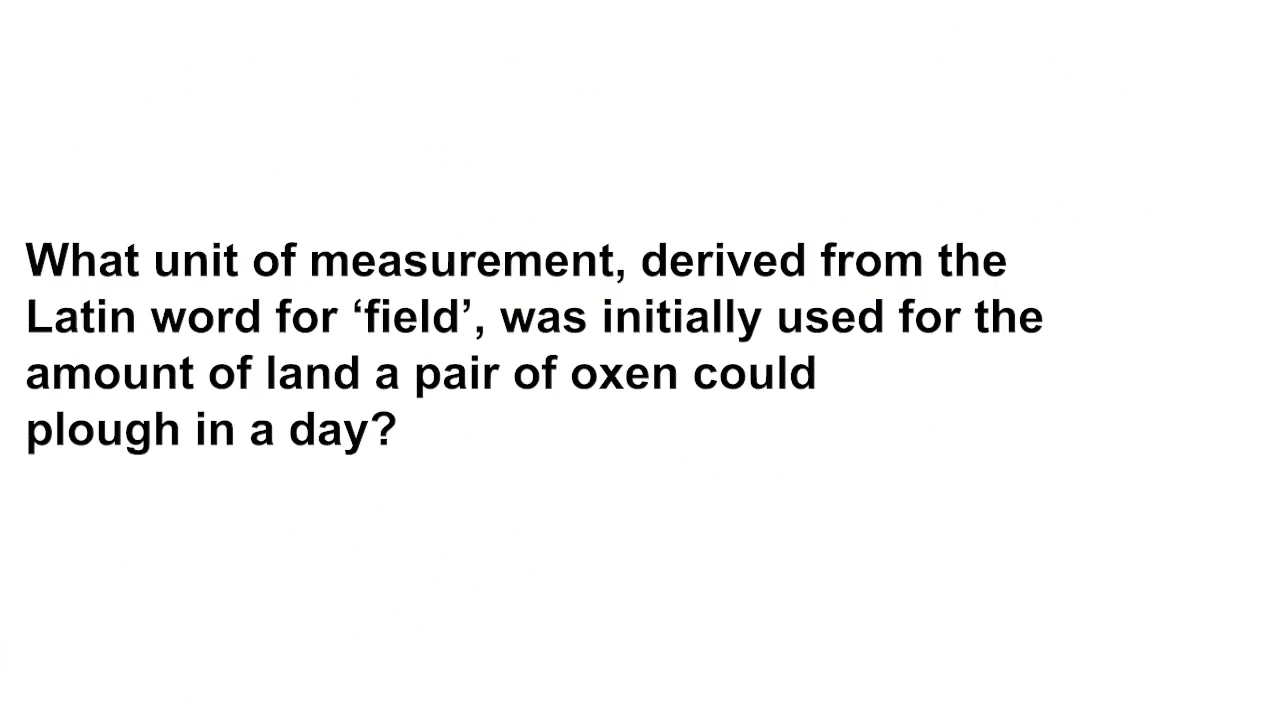 What unit of measurement, derived from the
Latin word for ‘field’, was initially used for the
amount of land a pair of oxen could
plough in a day?